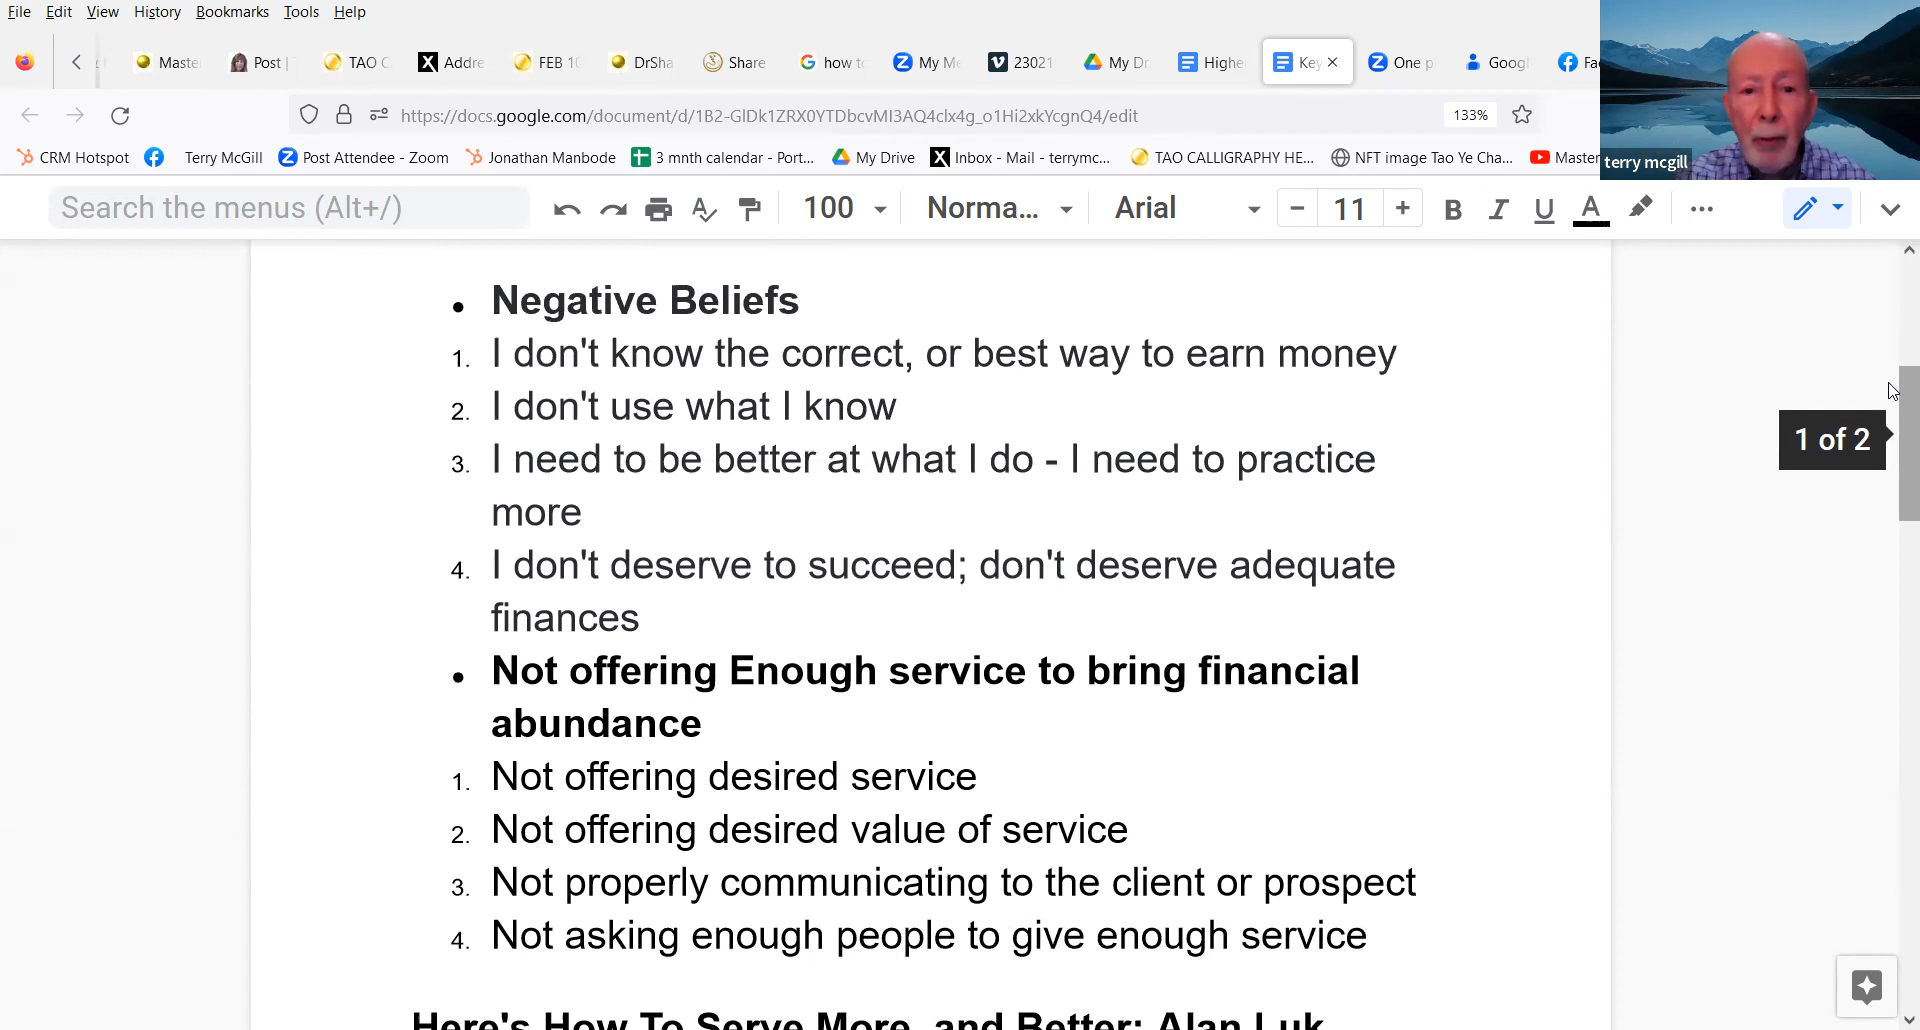 File Edit View History Bookmarks Tools Help
Maste Post | TAO C Addre FEB 10 DrSha Share how to My Me 23021 My Dr Highe Key One p Googl Fa
https://docs.google.com/document/d/1B2-GlDk1ZRX0YTDbcvMI3AQ4clx4g_o1Hi2xkYcgnQ4/edit 133%
CRM Hotspot Terry McGill Post Attendee - Zoom Jonathan Manbode 3 mnth calendar - Port... My Drive Inbox - Mail - terrymc... TAO CALLIGRAPHY HE... NFT image Tao Ye Cha... Master
terry mcgill
Search the menus (Alt+/) 100 Norma... Arial − 11 + B I U A
• Negative Beliefs
1. I don't know the correct, or best way to earn money
2. I don't use what I know
3. I need to be better at what I do - I need to practice
more
1 of 2
4. I don't deserve to succeed; don't deserve adequate
finances
• Not offering Enough service to bring financial
abundance
1. Not offering desired service
2. Not offering desired value of service
3. Not properly communicating to the client or prospect
4. Not asking enough people to give enough service
Here's How To Serve More, and Better: Alan Luk